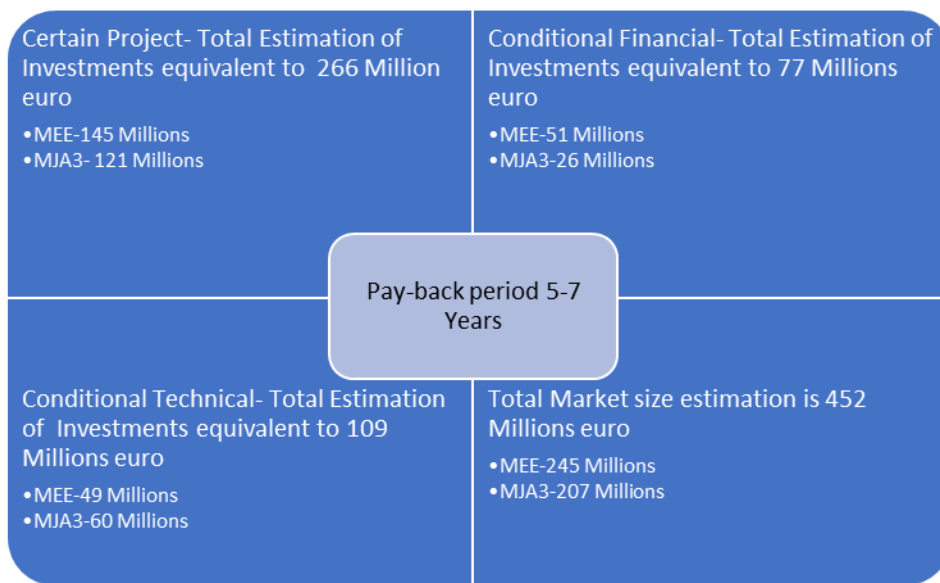 Certain Project- Total Estimation of
Investments equivalent to  266 Million
euro
•MEE-145 Millions
•MJA3- 121 Millions
Conditional Financial- Total Estimation of
Investments equivalent to 77 Millions
euro
•MEE-51 Millions
•MJA3-26 Millions
Pay-back period 5-7
Years
Conditional Technical- Total Estimation
of  Investments equivalent to 109
Millions euro
•MEE-49 Millions
•MJA3-60 Millions
Total Market size estimation is 452
Millions euro
•MEE-245 Millions
•MJA3-207 Millions